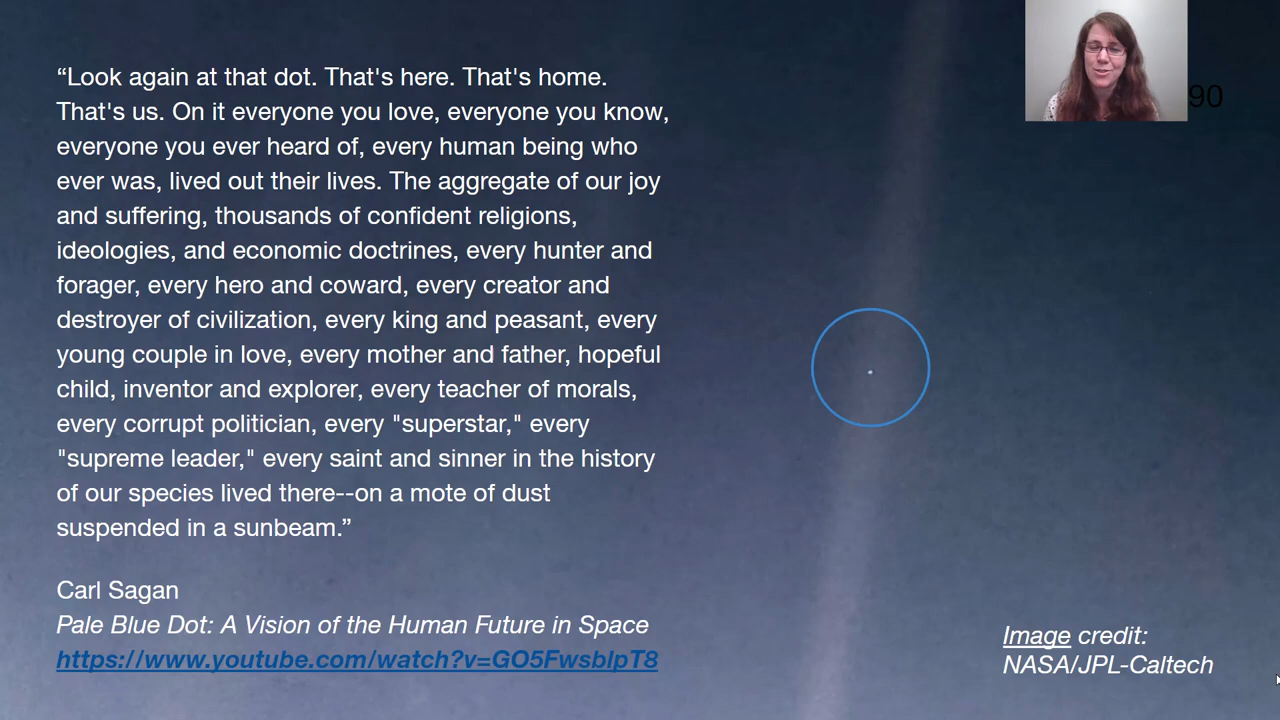 “Look again at that dot. That's here. That's home.
That's us. On it everyone you love, everyone you know,
everyone you ever heard of, every human being who
ever was, lived out their lives. The aggregate of our joy
and suffering, thousands of confident religions,
ideologies, and economic doctrines, every hunter and
forager, every hero and coward, every creator and
destroyer of civilization, every king and peasant, every
young couple in love, every mother and father, hopeful
child, inventor and explorer, every teacher of morals,
every corrupt politician, every "superstar," every
"supreme leader," every saint and sinner in the history
of our species lived there--on a mote of dust
suspended in a sunbeam.”
Carl Sagan
Pale Blue Dot: A Vision of the Human Future in Space
https://www.youtube.com/watch?v=GO5FwsblpT8
90
Image credit:
NASA/JPL-Caltech